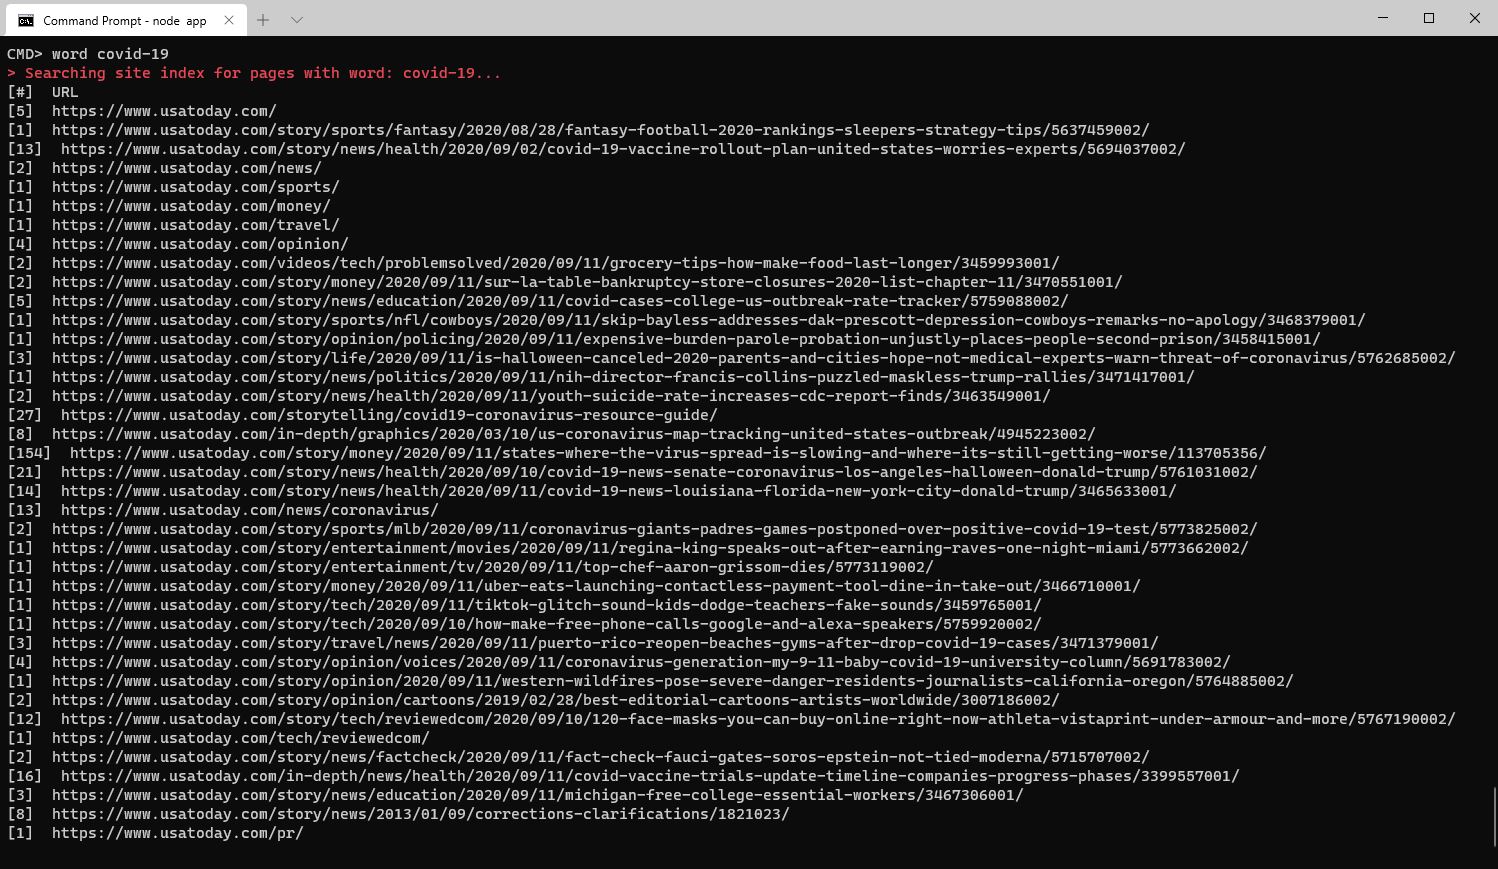 Command Prompt - node  app
CMD> word covid-19
> Searching site index for pages with word: covid-19...
[#]  URL
[5]  https://www.usatoday.com/
[1]  https://www.usatoday.com/story/sports/fantasy/2020/08/28/fantasy-football-2020-rankings-sleepers-strategy-tips/5637459002/
[13]  https://www.usatoday.com/story/news/health/2020/09/02/covid-19-vaccine-rollout-plan-united-states-worries-experts/5694037002/
[2]  https://www.usatoday.com/news/
[1]  https://www.usatoday.com/sports/
[1]  https://www.usatoday.com/money/
[1]  https://www.usatoday.com/travel/
[4]  https://www.usatoday.com/opinion/
[2]  https://www.usatoday.com/videos/tech/problemsolved/2020/09/11/grocery-tips-how-make-food-last-longer/3459993001/
[2]  https://www.usatoday.com/story/money/2020/09/11/sur-la-table-bankruptcy-store-closures-2020-list-chapter-11/3470551001/
[5]  https://www.usatoday.com/story/news/education/2020/09/11/covid-cases-college-us-outbreak-rate-tracker/5759088002/
[1]  https://www.usatoday.com/story/sports/nfl/cowboys/2020/09/11/skip-bayless-addresses-dak-prescott-depression-cowboys-remarks-no-apology/3468379001/
[1]  https://www.usatoday.com/story/opinion/policing/2020/09/11/expensive-burden-parole-probation-unjustly-places-people-second-prison/3458415001/
[3]  https://www.usatoday.com/story/life/2020/09/11/is-halloween-canceled-2020-parents-and-cities-hope-not-medical-experts-warn-threat-of-coronavirus/5762685002/
[1]  https://www.usatoday.com/story/news/politics/2020/09/11/nih-director-francis-collins-puzzled-maskless-trump-rallies/3471417001/
[2]  https://www.usatoday.com/story/news/health/2020/09/11/youth-suicide-rate-increases-cdc-report-finds/3463549001/
[27]  https://www.usatoday.com/storytelling/covid19-coronavirus-resource-guide/
[8]  https://www.usatoday.com/in-depth/graphics/2020/03/10/us-coronavirus-map-tracking-united-states-outbreak/4945223002/
[154]  https://www.usatoday.com/story/money/2020/09/11/states-where-the-virus-spread-is-slowing-and-where-its-still-getting-worse/113705356/
[21]  https://www.usatoday.com/story/news/health/2020/09/10/covid-19-news-senate-coronavirus-los-angeles-halloween-donald-trump/5761031002/
[14]  https://www.usatoday.com/story/news/health/2020/09/11/covid-19-news-louisiana-florida-new-york-city-donald-trump/3465633001/
[13]  https://www.usatoday.com/news/coronavirus/
[2]  https://www.usatoday.com/story/sports/mlb/2020/09/11/coronavirus-giants-padres-games-postponed-over-positive-covid-19-test/5773825002/
[1]  https://www.usatoday.com/story/entertainment/movies/2020/09/11/regina-king-speaks-out-after-earning-raves-one-night-miami/5773662002/
[1]  https://www.usatoday.com/story/entertainment/tv/2020/09/11/top-chef-aaron-grissom-dies/5773119002/
[1]  https://www.usatoday.com/story/money/2020/09/11/uber-eats-launching-contactless-payment-tool-dine-in-take-out/3466710001/
[1]  https://www.usatoday.com/story/tech/2020/09/11/tiktok-glitch-sound-kids-dodge-teachers-fake-sounds/3459765001/
[1]  https://www.usatoday.com/story/tech/2020/09/10/how-make-free-phone-calls-google-and-alexa-speakers/5759920002/
[3]  https://www.usatoday.com/story/travel/news/2020/09/11/puerto-rico-reopen-beaches-gyms-after-drop-covid-19-cases/3471379001/
[4]  https://www.usatoday.com/story/opinion/voices/2020/09/11/coronavirus-generation-my-9-11-baby-covid-19-university-column/5691783002/
[1]  https://www.usatoday.com/story/opinion/2020/09/11/western-wildfires-pose-severe-danger-residents-journalists-california-oregon/5764885002/
[2]  https://www.usatoday.com/story/opinion/cartoons/2019/02/28/best-editorial-cartoons-artists-worldwide/3007186002/
[12]  https://www.usatoday.com/story/tech/reviewedcom/2020/09/10/120-face-masks-you-can-buy-online-right-now-athleta-vistaprint-under-armour-and-more/5767190002/
[1]  https://www.usatoday.com/tech/reviewedcom/
[2]  https://www.usatoday.com/story/news/factcheck/2020/09/11/fact-check-fauci-gates-soros-epstein-not-tied-moderna/5715707002/
[16]  https://www.usatoday.com/in-depth/news/health/2020/09/11/covid-vaccine-trials-update-timeline-companies-progress-phases/3399557001/
[3]  https://www.usatoday.com/story/news/education/2020/09/11/michigan-free-college-essential-workers/3467306001/
[8]  https://www.usatoday.com/story/news/2013/01/09/corrections-clarifications/1821023/
[1]  https://www.usatoday.com/pr/